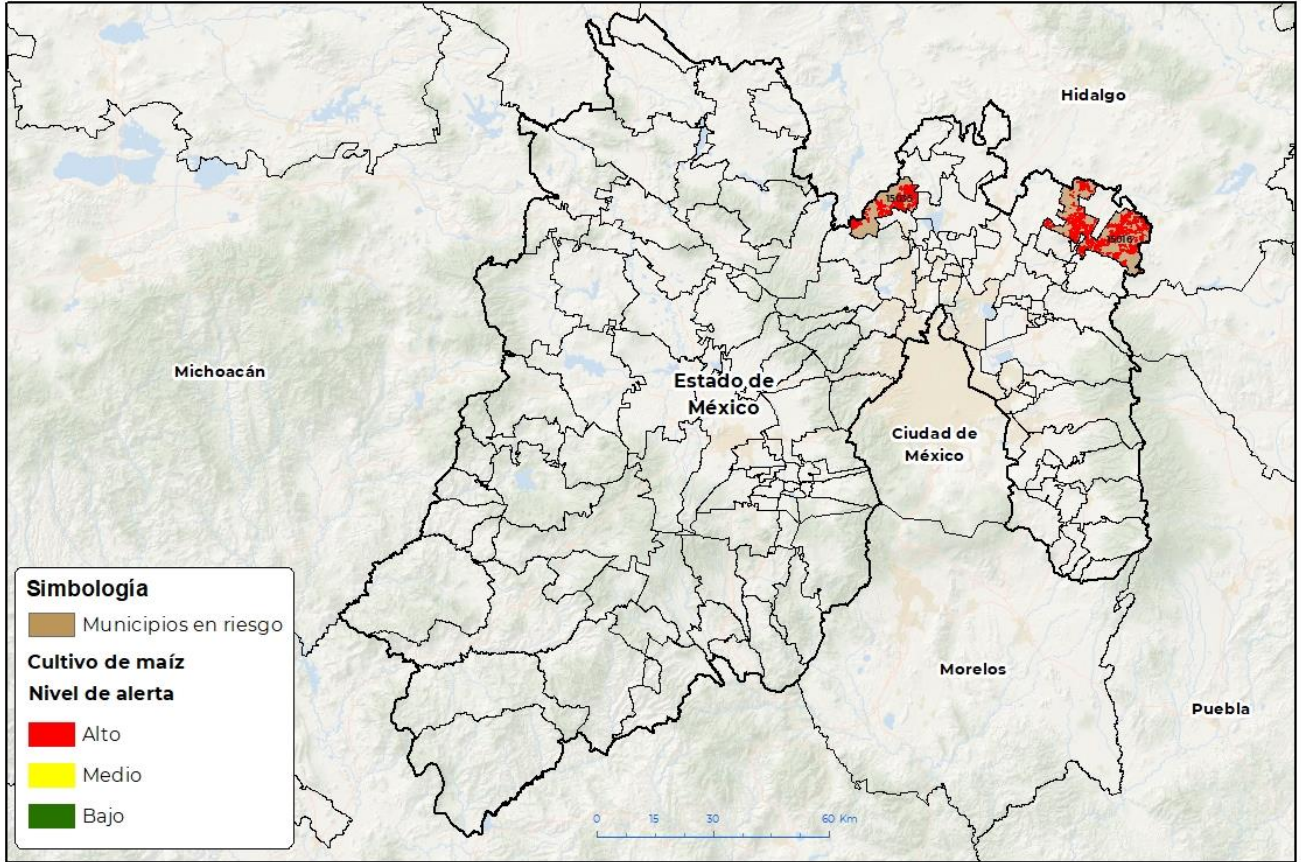 Hidalgo
Michoacán
Estado de
México
Ciudad de
México
Morelos
Puebla
Simbología
Municipios en riesgo
Cultivo de maíz
Nivel de alerta
Alto
Medio
Bajo
0 15 30 60 Km